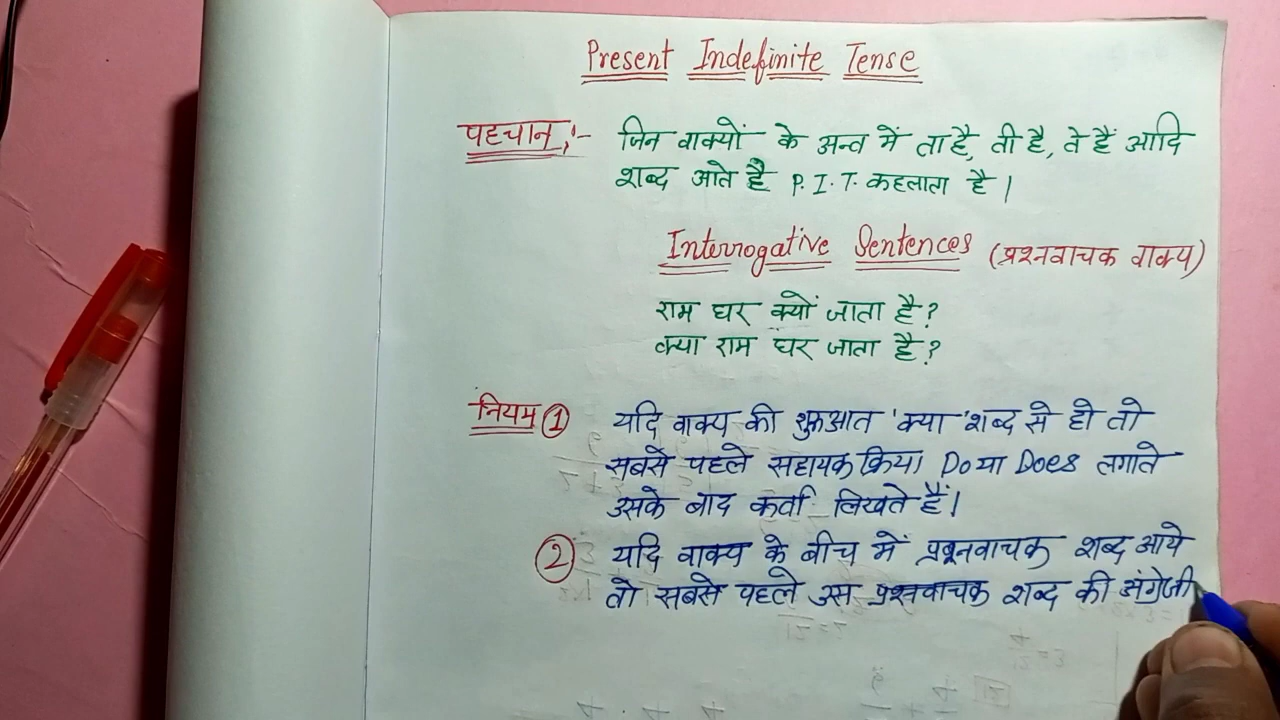 Present Indefinite Tense
पहचान :- जिन वाक्यों के अन्त में ता है, ती है, ते हैं आदि
शब्द आते है P.I.T. कहलाता है।
Interrogative Sentences (प्रश्नवाचक वाक्य)
राम घर क्यों जाता है?
क्या राम घर जाता है?
नियम ① यदि वाक्य की शुरुआत 'क्या' शब्द से हो तो
सबसे पहले सहायक क्रिया Do या Does लगाते
उसके बाद कर्ता लिखते हैं।
② यदि वाक्य के बीच में प्रश्नवाचक शब्द आये
तो सबसे पहले उस प्रश्नवाचक शब्द की अंग्रेजी